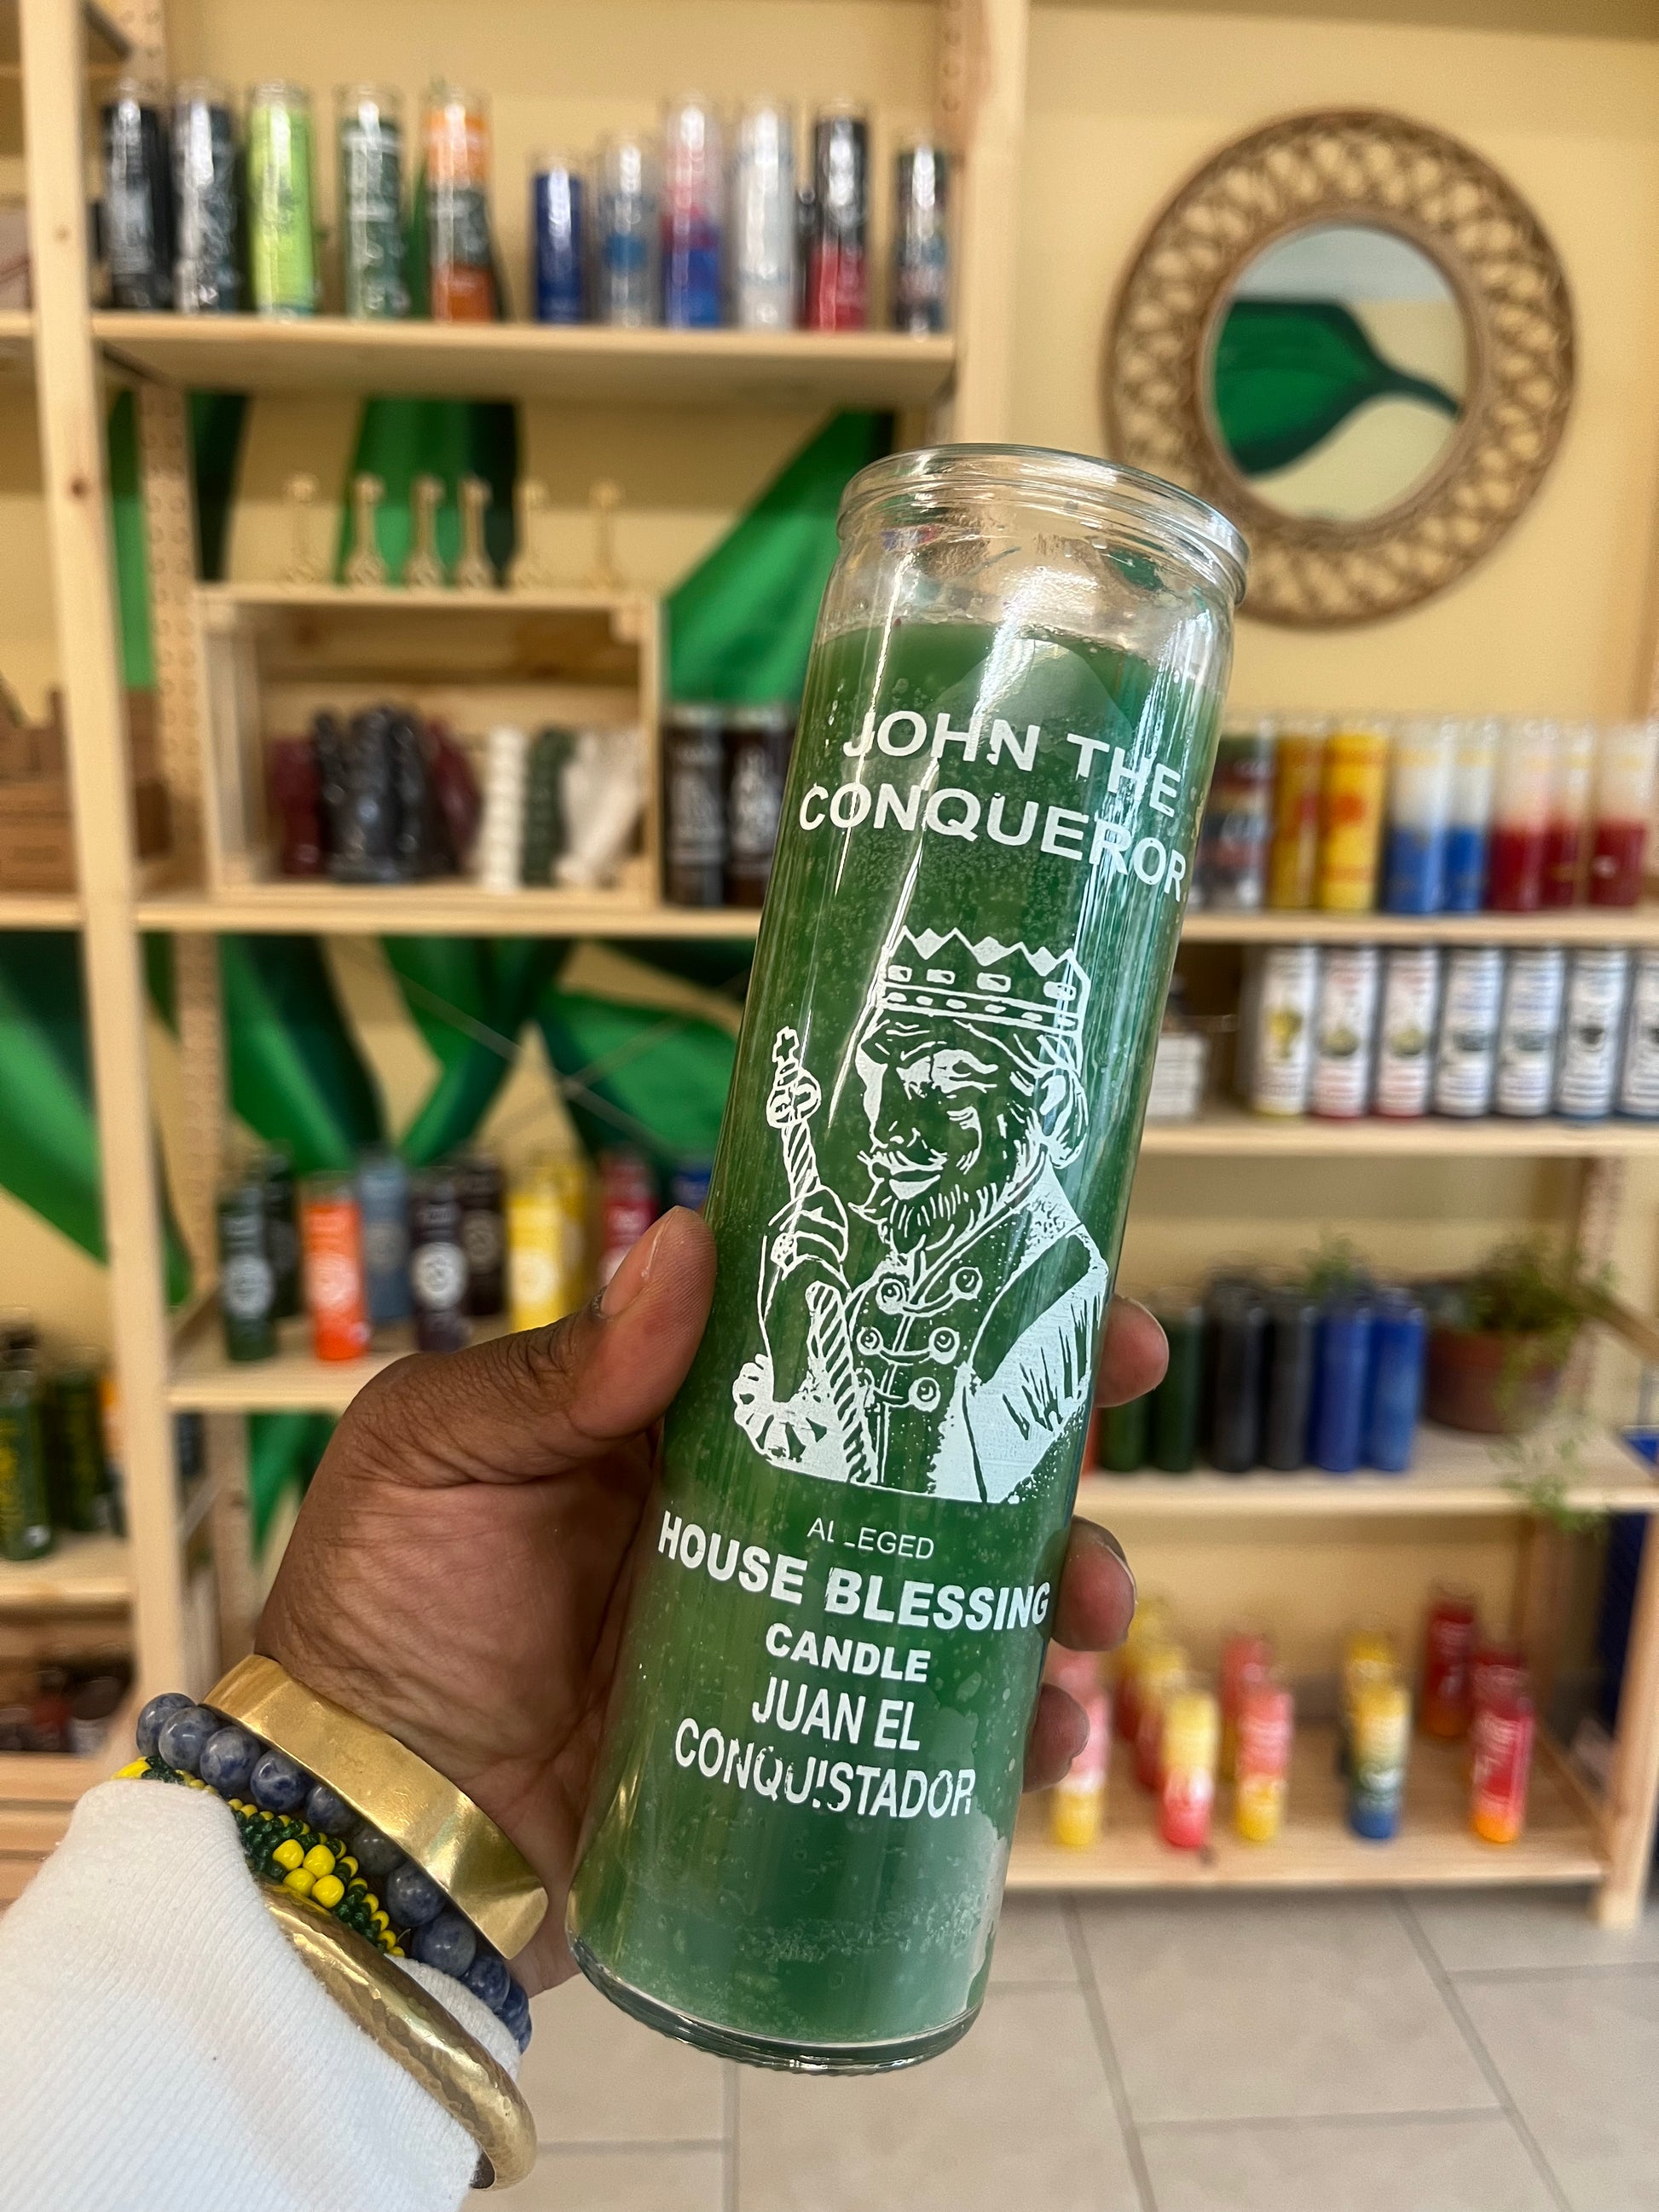 JOHN THE
CONQUEROR
ALLEGED
HOUSE BLESSING
CANDLE
JUAN EL
CONQUISTADOR